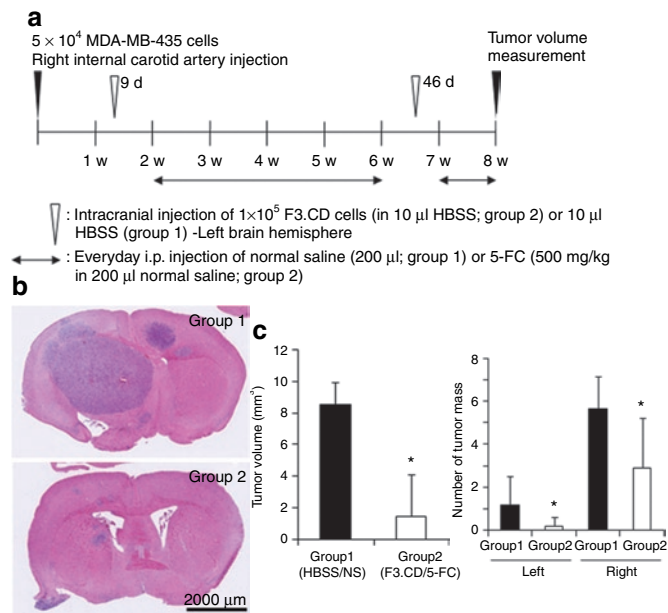 a
5 × 10⁴ MDA-MB-435 cells
Right internal carotid artery injection
Tumor volume
measurement
9 d
46 d
1 w 2 w 3 w 4 w 5 w 6 w 7 w 8 w
: Intracranial injection of 1×10⁵ F3.CD cells (in 10 µl HBSS; group 2) or 10 µl
HBSS (group 1) -Left brain hemisphere
: Everyday i.p. injection of normal saline (200 µl; group 1) or 5-FC (500 mg/kg
in 200 µl normal saline; group 2)
b
Group 1
Group 2
2000 µm
c
Tumor volume (mm³)
12
10
8
6
4
2
0
*
Group1 Group2
(HBSS/NS) (F3.CD/5-FC)
Number of tumor mass
8
6
4
2
0
*
*
Group1 Group2 Group1 Group2
Left Right